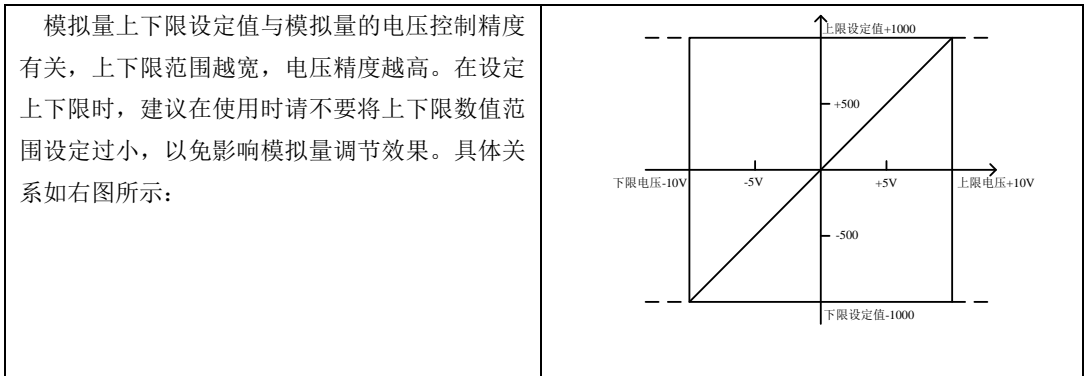 模拟量上下限设定值与模拟量的电压控制精度
有关，上下限范围越宽，电压精度越高。在设定
上下限时，建议在使用时请不要将上下限数值范
围设定过小，以免影响模拟量调节效果。具体关
系如右图所示：
上限设定值+1000
+500
下限电压-10V
-5V
+5V
上限电压+10V
-500
下限设定值-1000